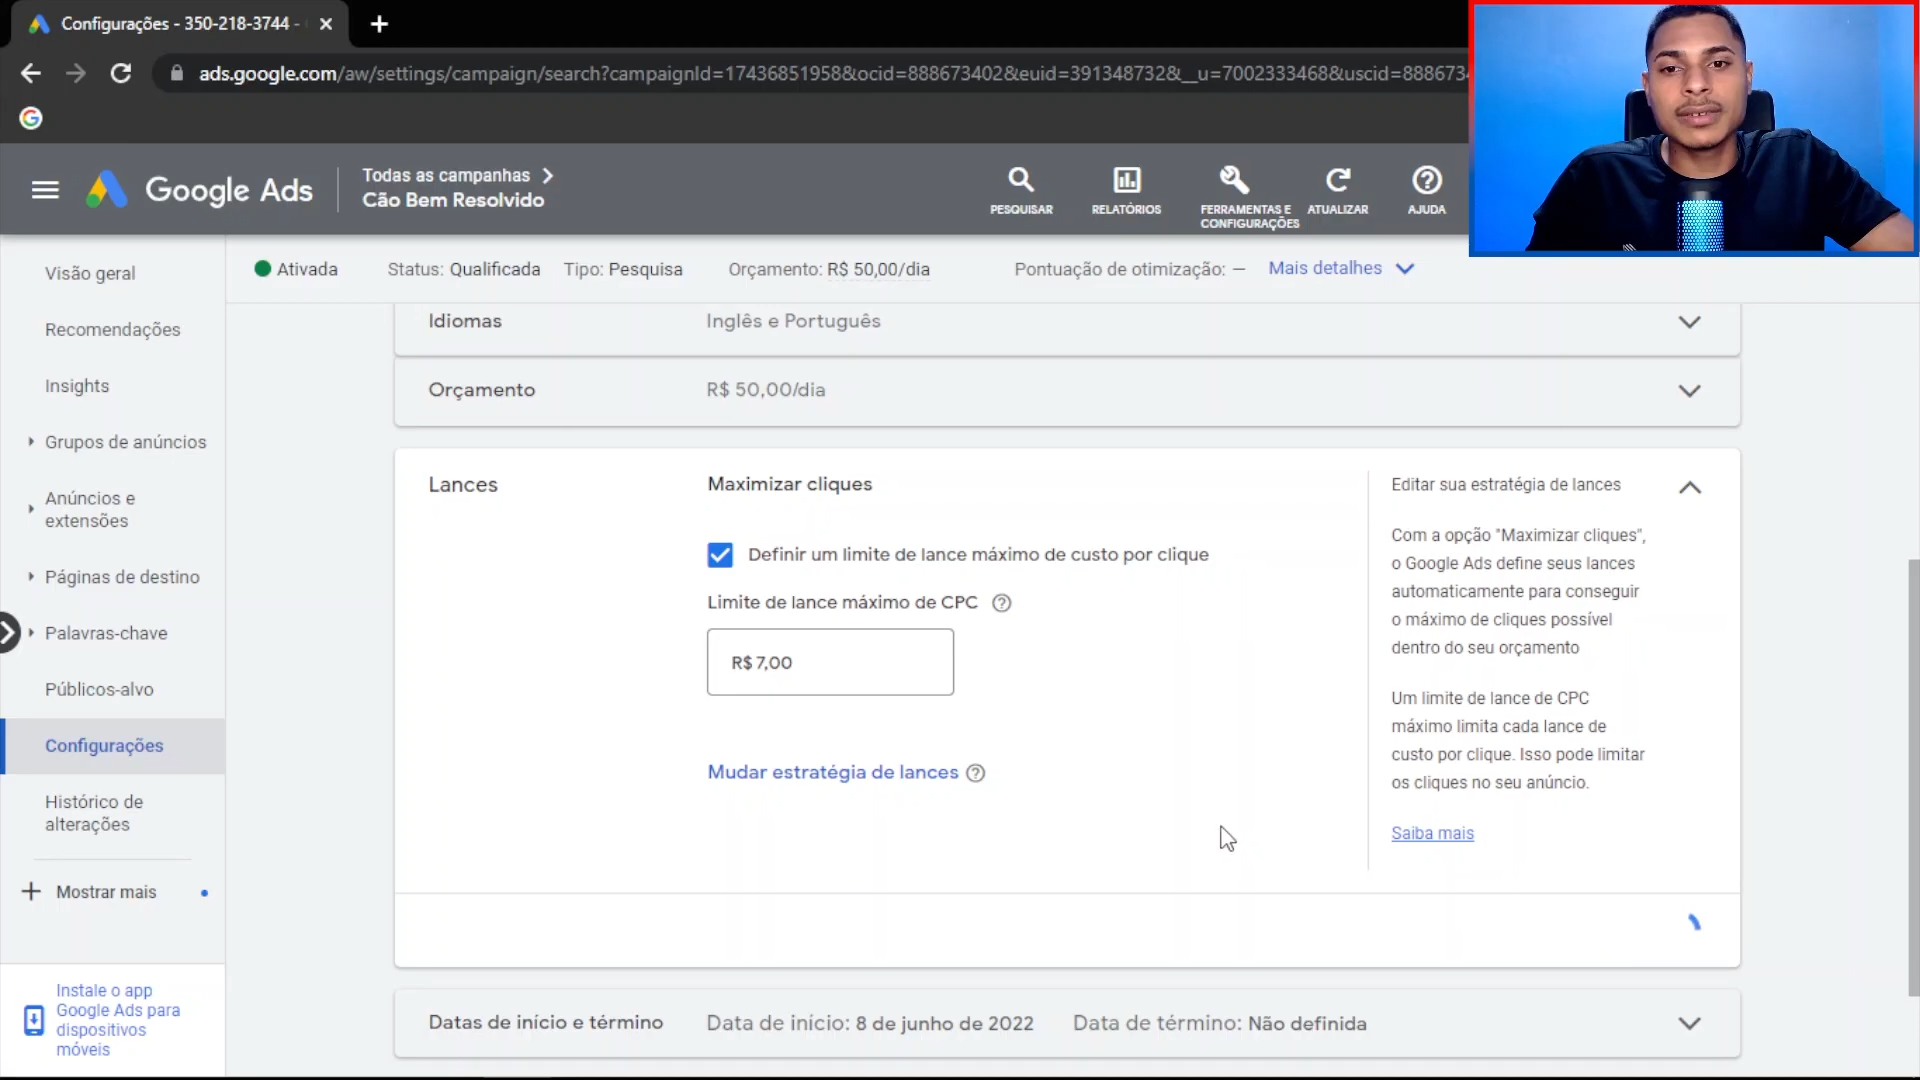 Configurações - 350-218-3744 -
ads.google.com/aw/settings/campaign/search?campaignId=17436851958&ocid=888673402&euid=391348732&__u=7002333468&uscid=8886734
Google Ads
Todas as campanhas
Cão Bem Resolvido
PESQUISAR
RELATÓRIOS
FERRAMENTAS E
CONFIGURAÇÕES
ATUALIZAR
AJUDA
Visão geral
Recomendações
Insights
Grupos de anúncios
Anúncios e
extensões
Páginas de destino
Palavras-chave
Públicos-alvo
Configurações
Histórico de
alterações
Mostrar mais
Instale o app
Google Ads para
dispositivos
móveis
Ativada Status: Qualificada Tipo: Pesquisa Orçamento: R$ 50,00/dia Pontuação de otimização: — Mais detalhes
Idiomas Inglês e Português
Orçamento R$ 50,00/dia
Lances
Maximizar cliques
Definir um limite de lance máximo de custo por clique
Limite de lance máximo de CPC
R$ 7,00
Mudar estratégia de lances
Editar sua estratégia de lances
Com a opção "Maximizar cliques",
o Google Ads define seus lances
automaticamente para conseguir
o máximo de cliques possível
dentro do seu orçamento
Um limite de lance de CPC
máximo limita cada lance de
custo por clique. Isso pode limitar
os cliques no seu anúncio.
Saiba mais
Datas de início e término Data de início: 8 de junho de 2022 Data de término: Não definida